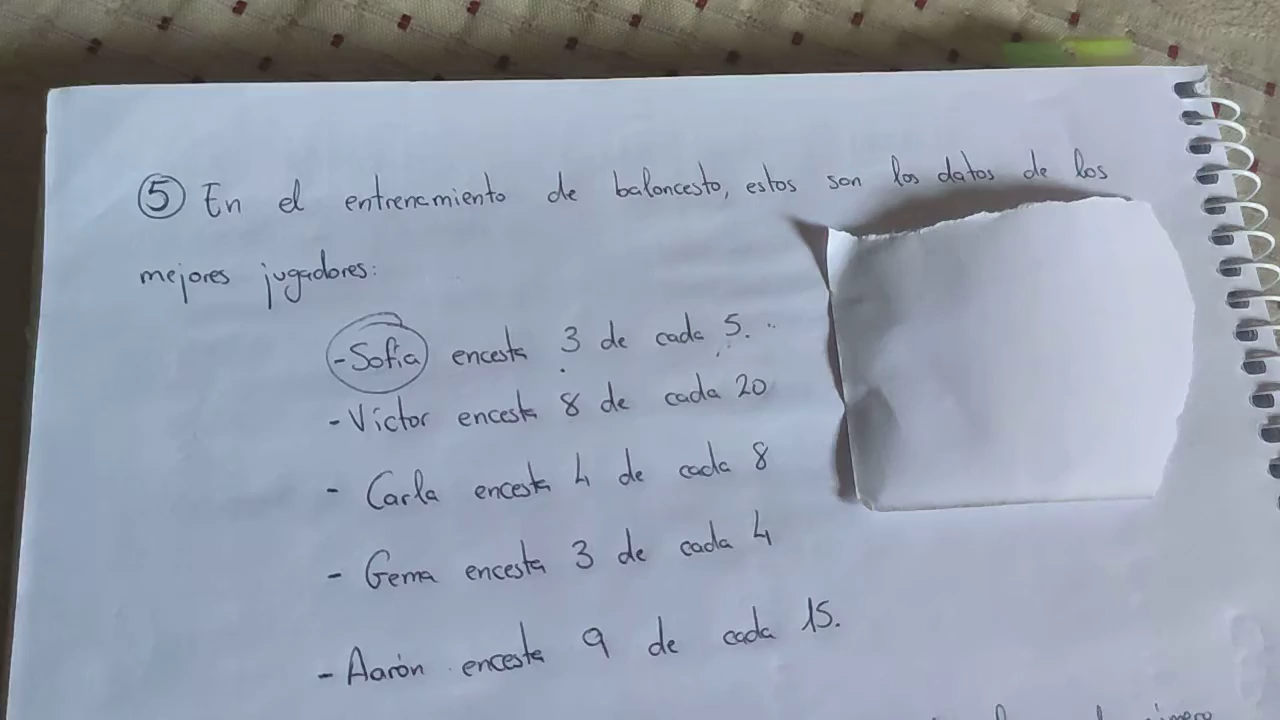 ⑤ En el entrenamiento de baloncesto, estos son los datos de los
mejores jugadores:
- Sofía encesta 3 de cada 5.
- Víctor encesta 8 de cada 20
- Carla encesta 4 de cada 8
- Gema encesta 3 de cada 4
- Aarón encesta 9 de cada 15.